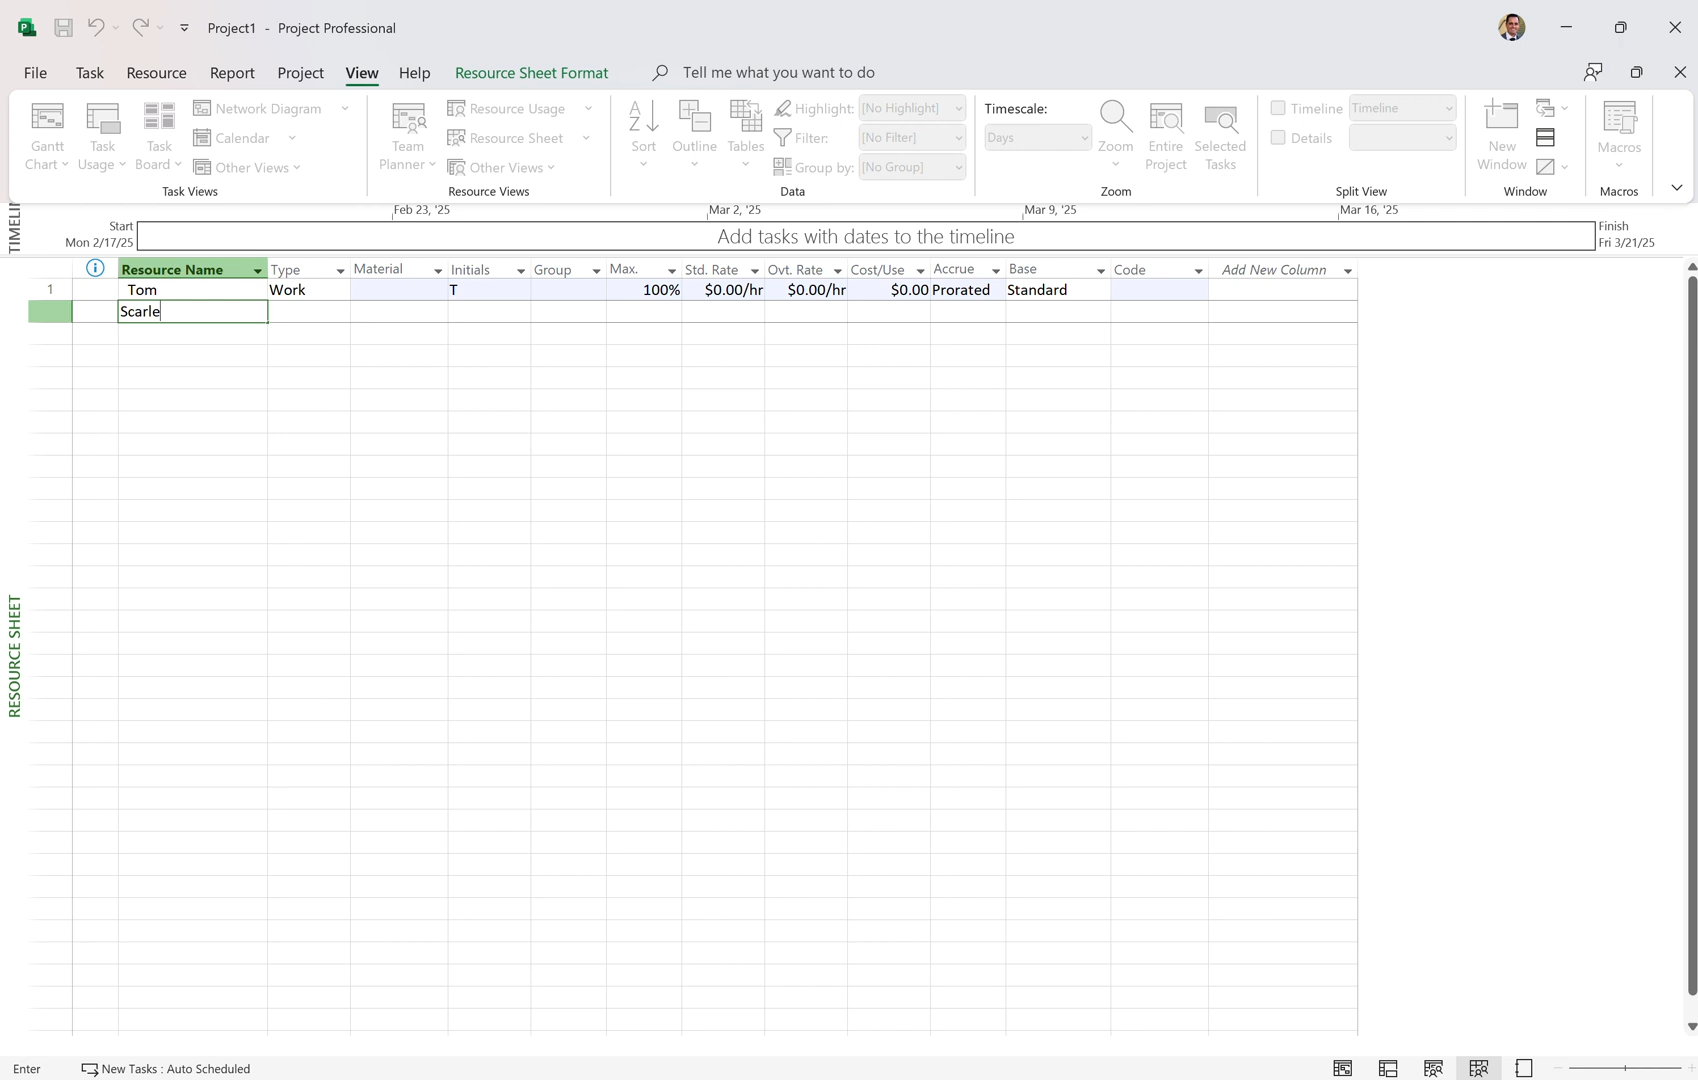 Project1 - Project Professional
File Task Resource Report Project View Help Resource Sheet Format Tell me what you want to do
Gantt Chart
Task Usage
Task Board
Network Diagram
Calendar
Other Views
Task Views
Team Planner
Resource Usage
Resource Sheet
Other Views
Resource Views
Sort
Outline
Tables
Highlight: [No Highlight]
Filter: [No Filter]
Group by: [No Group]
Data
Timescale:
Days
Zoom
Entire Project
Selected Tasks
Zoom
Timeline Timeline
Details
Split View
New Window
Window
Macros
Macros
TIMELIN
Feb 23, '25 Mar 2, '25 Mar 9, '25 Mar 16, '25
Start
Mon 2/17/25
Add tasks with dates to the timeline
Finish
Fri 3/21/25
Resource Name Type Material Initials Group Max. Std. Rate Ovt. Rate Cost/Use Accrue Base Code Add New Column
1 Tom Work T 100% $0.00/hr $0.00/hr $0.00 Prorated Standard
Scarle
RESOURCE SHEET
Enter New Tasks : Auto Scheduled